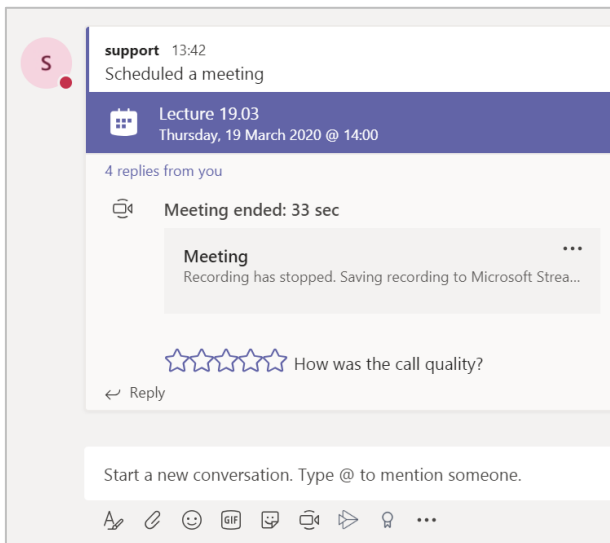 S
support 13:42
Scheduled a meeting
Lecture 19.03
Thursday, 19 March 2020 @ 14:00
4 replies from you
Meeting ended: 33 sec
Meeting
Recording has stopped. Saving recording to Microsoft Strea...
How was the call quality?
Reply
Start a new conversation. Type @ to mention someone.
GIF